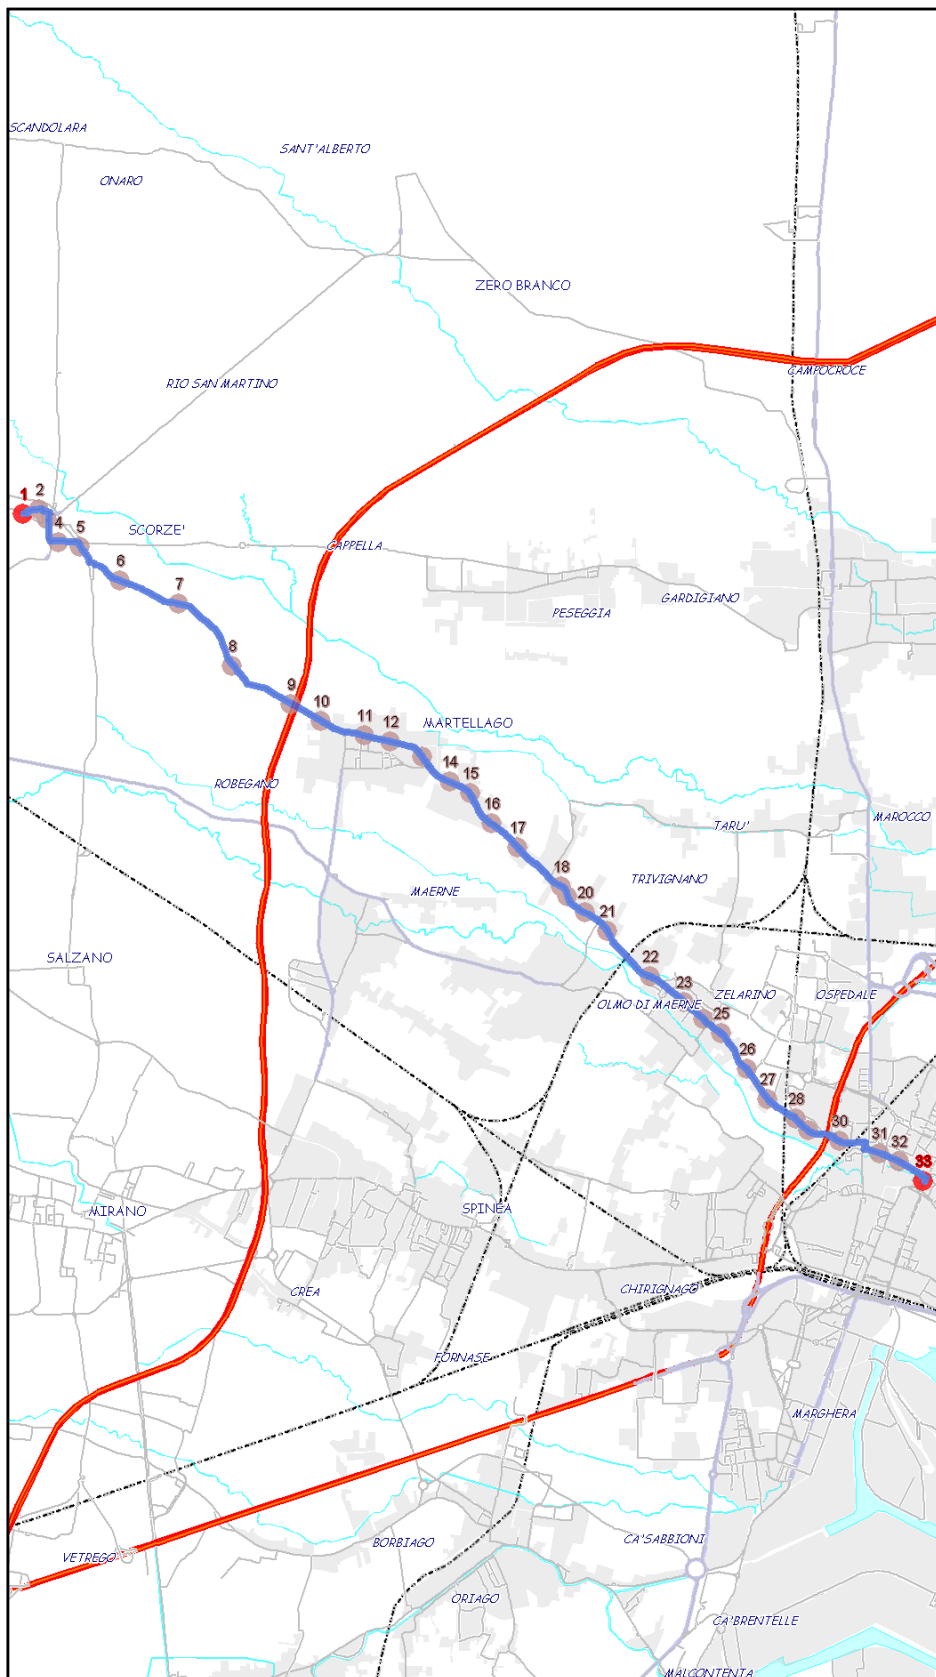 SCANDOLARA
SANT'ALBERTO
ONARO
ZERO BRANCO
CAMPOCROCE
RIO SAN MARTINO
1
2
4
5
SCORZE'
CAPPELLA
6
7
GARDIGIANO
PESEGGIA
8
9
10
11
12
MARTELLAGO
14
15
ROBEGANO
16
MAROCCO
TARU'
17
18
20
TRIVIGNANO
MAERNE
21
SALZANO
22
23
ZELARINO
OSPEDALE
OLMO DI MAERNE
25
26
27
28
30
31
32
33
MIRANO
SPINEA
CREA
CHIRIGNAGO
FORNASE
MARGHERA
BORBIAGO
CA'SABBIONI
VETREGO
ORIAGO
CA'BRENTELLE
MALCONTENTA